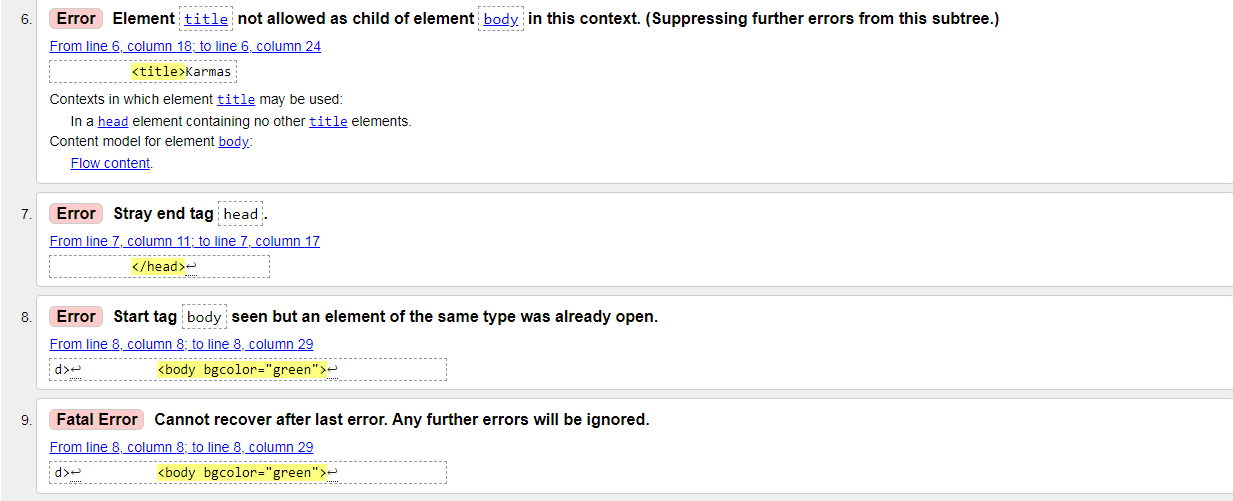 6. Error Element title not allowed as child of element body in this context. (Suppressing further errors from this subtree.)
From line 6, column 18; to line 6, column 24
<title>Karmas
Contexts in which element title may be used:
In a head element containing no other title elements.
Content model for element body:
Flow content.
7. Error Stray end tag head.
From line 7, column 11; to line 7, column 17
</head>↩
8. Error Start tag body seen but an element of the same type was already open.
From line 8, column 8; to line 8, column 29
d>↩ <body bgcolor="green">↩
9. Fatal Error Cannot recover after last error. Any further errors will be ignored.
From line 8, column 8; to line 8, column 29
d>↩ <body bgcolor="green">↩